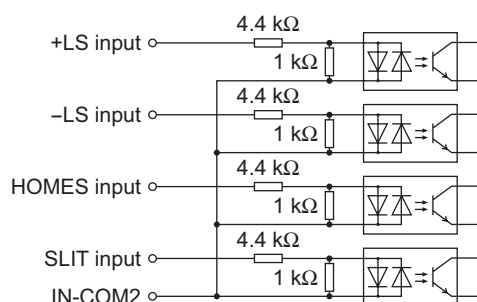 4.4 kΩ
+LS input
1 kΩ
4.4 kΩ
–LS input
1 kΩ
4.4 kΩ
HOMES input
1 kΩ
4.4 kΩ
SLIT input
1 kΩ
IN-COM2